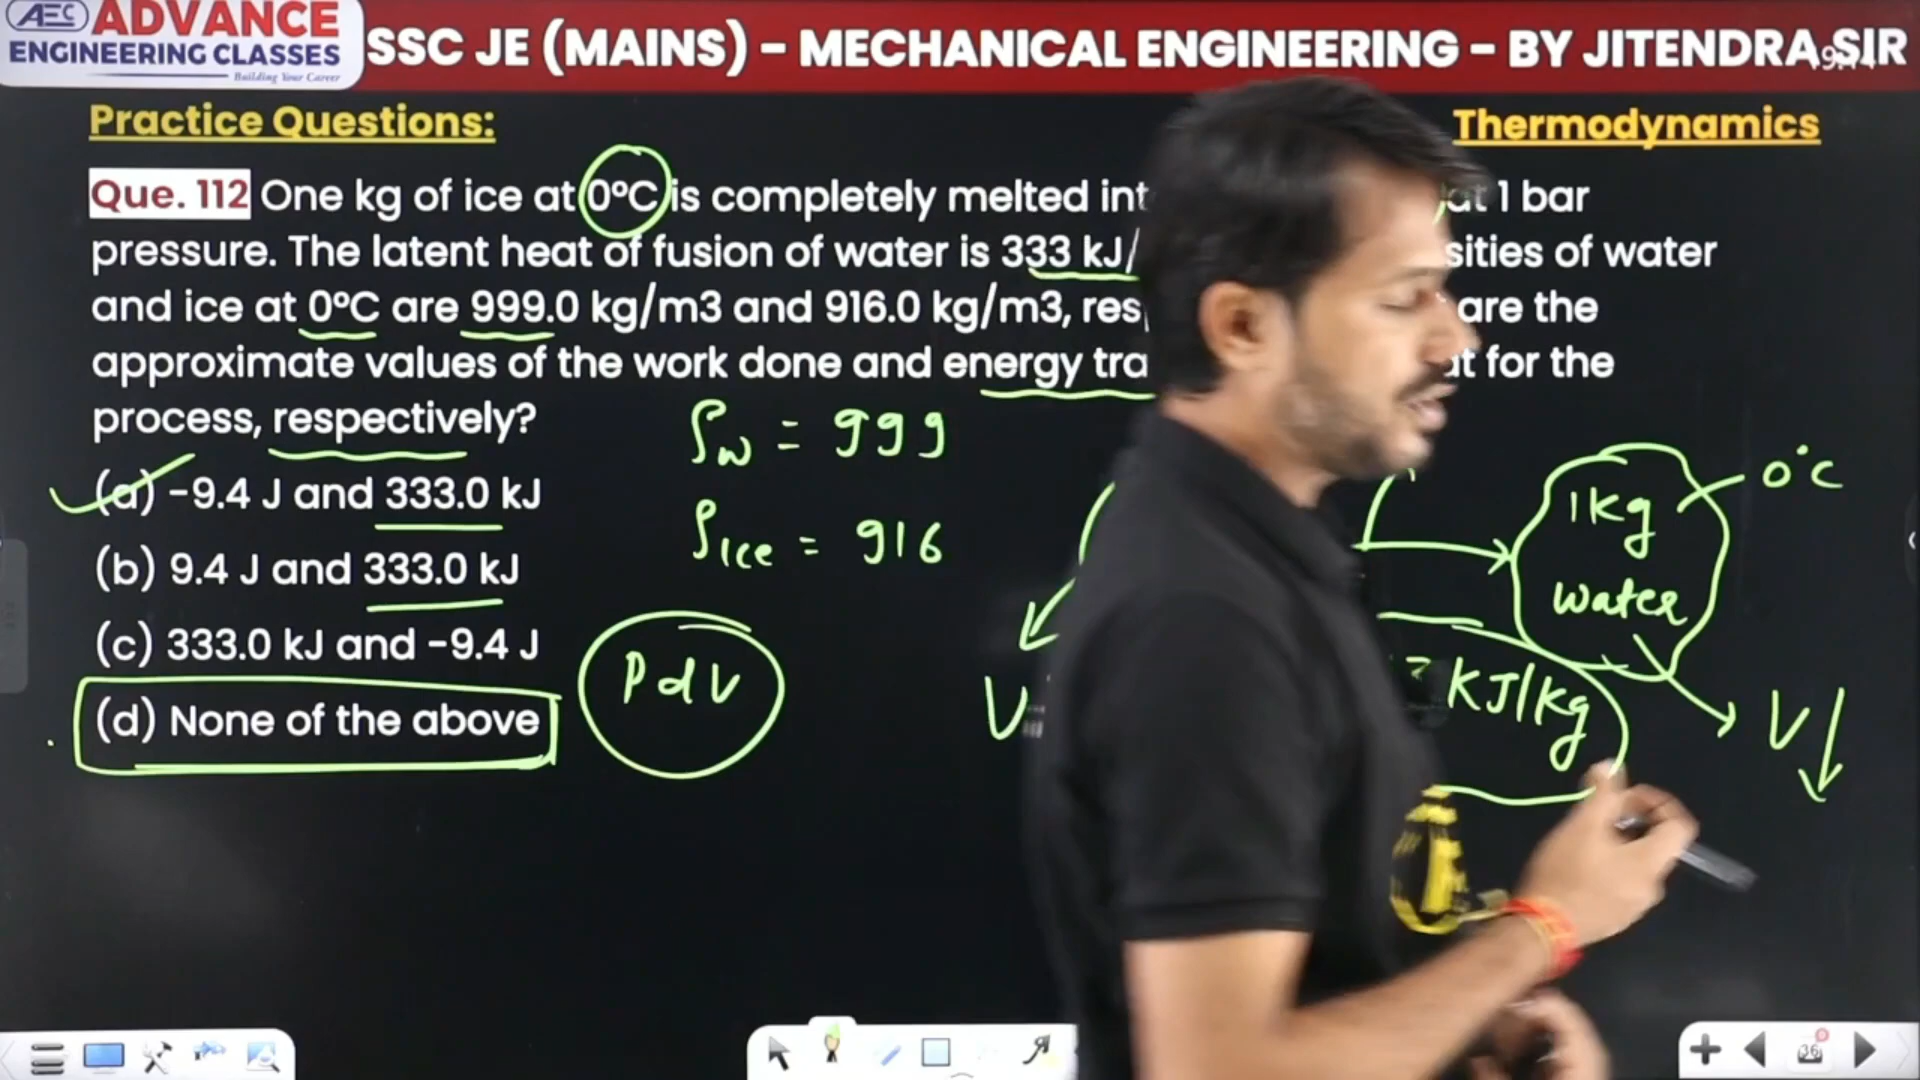 AEC ADVANCE
ENGINEERING CLASSES
Building Your Career
SSC JE (MAINS) - MECHANICAL ENGINEERING - BY JITENDRA SIR
Practice Questions:
Thermodynamics
Que. 112 One kg of ice at 0°C is completely melted at 1 bar
pressure. The latent heat of fusion of water is 333 kJ/ of water
and ice at 0°C are 999.0 kg/m3 and 916.0 kg/m3, are the
approximate values of the work done and energy for the
process, respectively?
(a) -9.4 J and 333.0 kJ
(b) 9.4 J and 333.0 kJ
(c) 333.0 kJ and -9.4 J
(d) None of the above
ρw = 999
ρice = 916
PdV
1kg
water
0°C
KJ/kg
V
V↓
36